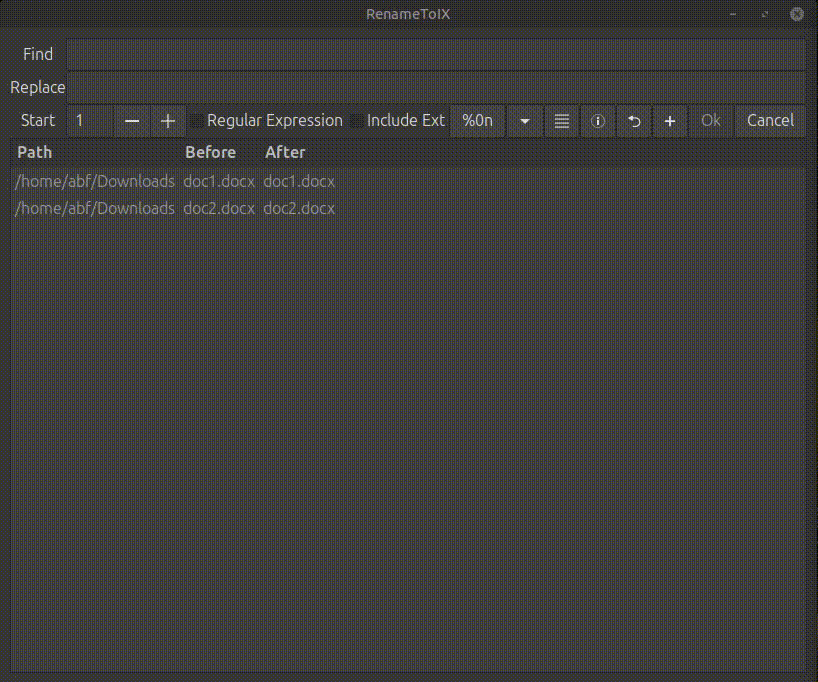 RenameToIX
Find
Replace
Start 1 Regular Expression Include Ext %0n Ok Cancel
Path Before After
/home/abf/Downloads doc1.docx doc1.docx
/home/abf/Downloads doc2.docx doc2.docx